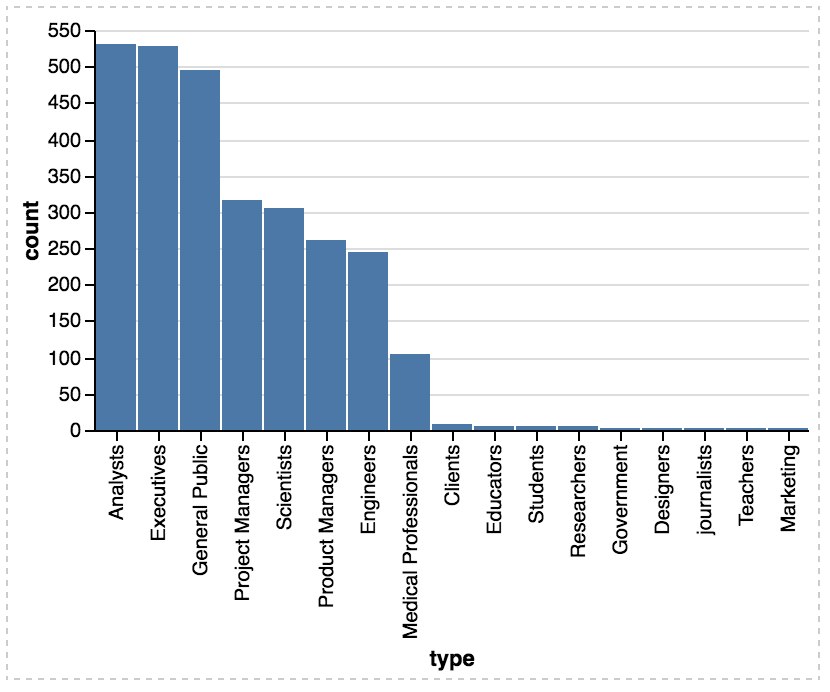 550
500
450
400
350
300
250
200
150
100
50
0
count
Analysts
Executives
General Public
Project Managers
Scientists
Product Managers
Engineers
Medical Professionals
Clients
Educators
Students
Researchers
Government
Designers
journalists
Teachers
Marketing
type